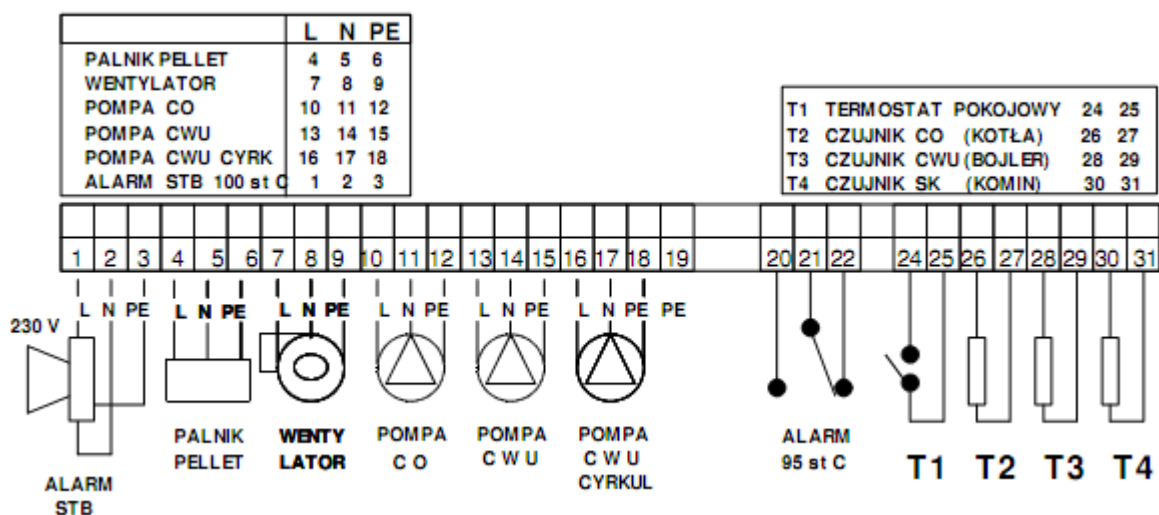 L N PE
PALNIK PELLET 4 5 6
WENTYLATOR 7 8 9
POMPA CO 10 11 12
POMPA CWU 13 14 15
POMPA CWU CYRK 16 17 18
ALARM STB 100 st C 1 2 3
T1 TERMOSTAT POKOJOWY 24 25
T2 CZUJNIK CO (KOTŁA) 26 27
T3 CZUJNIK CWU (BOJLER) 28 29
T4 CZUJNIK SK (KOMIN) 30 31
1 2 3 4 5 6 7 8 9 10 11 12 13 14 15 16 17 18 19 20 21 22 24 25 26 27 28 29 30 31
L N PE L N PE L N PE L N PE L N PE L N PE PE
230 V
ALARM
STB
PALNIK
PELLET
WENTY
LATOR
POMPA
C O
POMPA
C W U
POMPA
C W U
CYRKUL
ALARM
95 st C
T1 T2 T3 T4